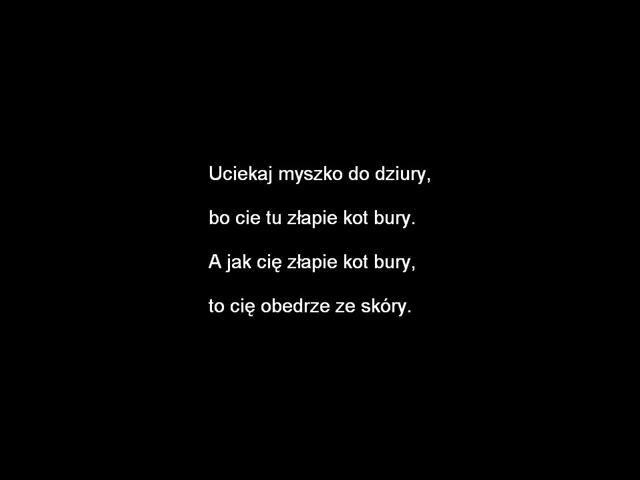 Uciekaj myszko do dziury,
bo cie tu złapie kot bury.
A jak cię złapie kot bury,
to cię obedrze ze skóry.